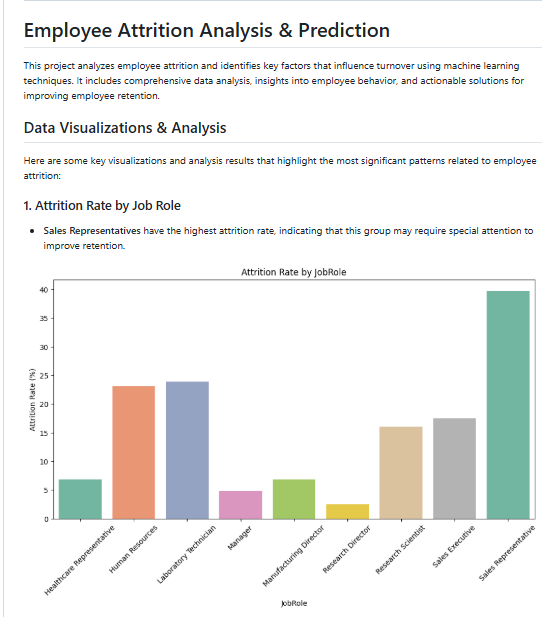 Employee Attrition Analysis & Prediction
This project analyzes employee attrition and identifies key factors that influence turnover using machine learning
techniques. It includes comprehensive data analysis, insights into employee behavior, and actionable solutions for
improving employee retention.
Data Visualizations & Analysis
Here are some key visualizations and analysis results that highlight the most significant patterns related to employee
attrition:
1. Attrition Rate by Job Role
• Sales Representatives have the highest attrition rate, indicating that this group may require special attention to
improve retention.
Attrition Rate by JobRole
Attrition Rate (%)
40
35
30
25
20
15
10
5
0
Healthcare Representative
Human Resources
Laboratory Technician
Manager
Manufacturing Director
Research Director
Research Scientist
Sales Executive
Sales Representative
JobRole